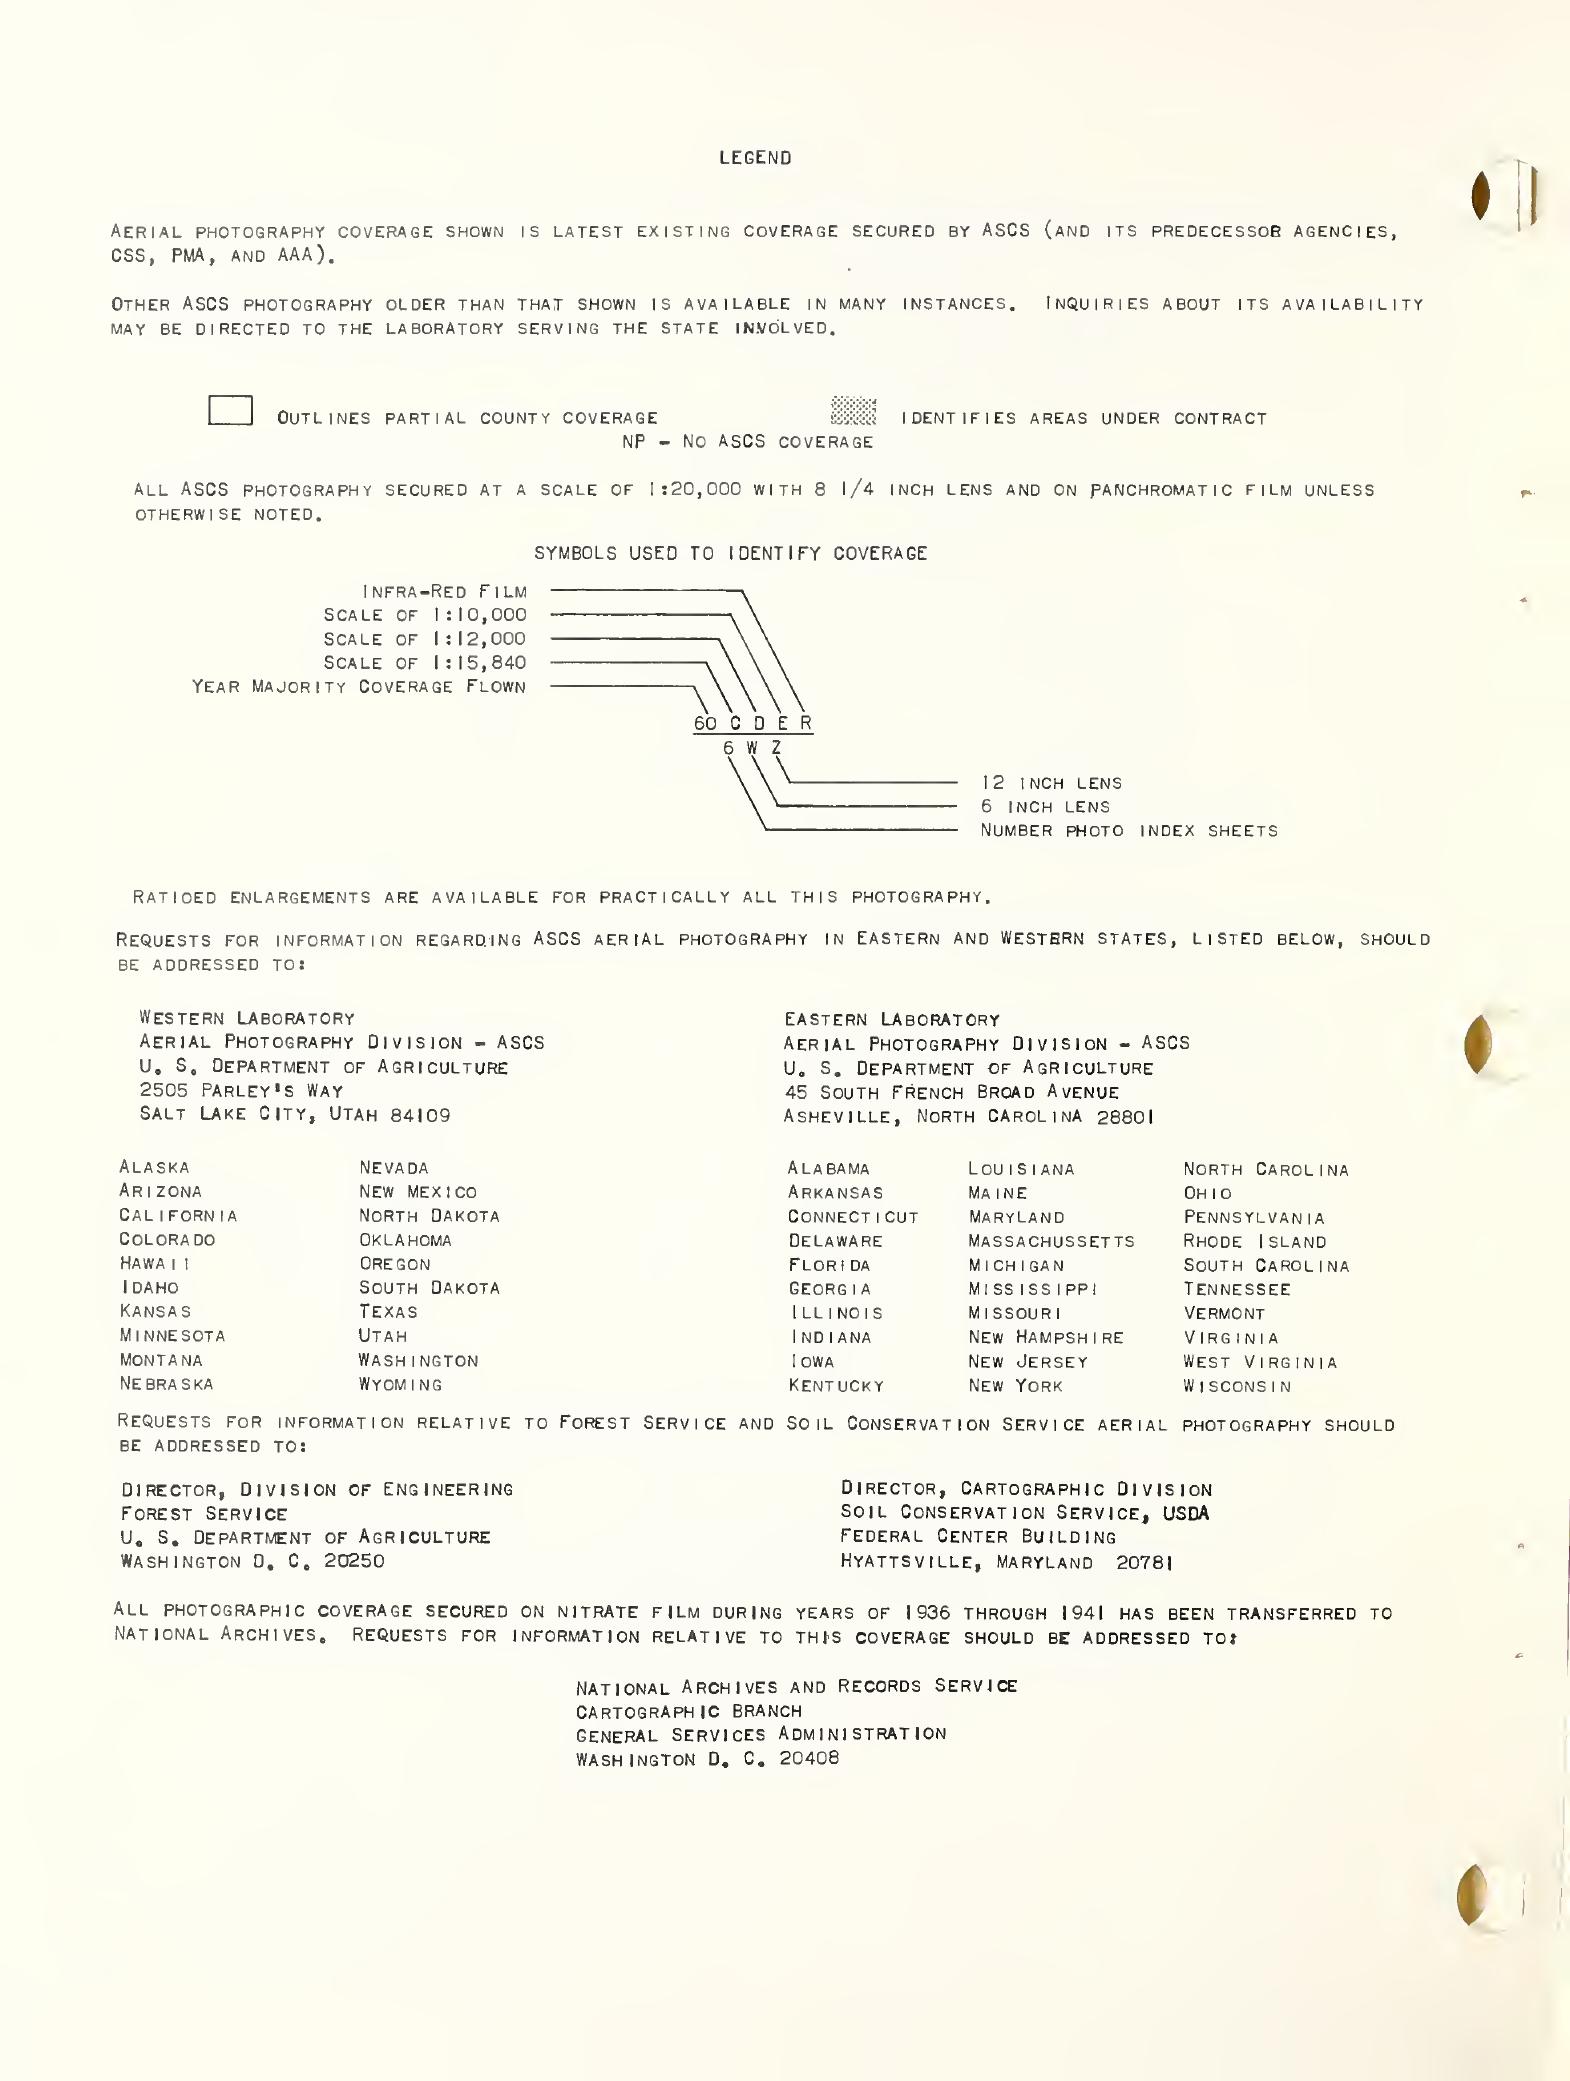 LEGEND
AERIAL PHOTOGRAPHY COVERAGE SHOWN IS LATEST EXISTING COVERAGE SECURED BY ASCS (AND ITS PREDECESSOR AGENCIES,
CSS, PMA, AND AAA).
OTHER ASCS PHOTOGRAPHY OLDER THAN THAT SHOWN IS AVAILABLE IN MANY INSTANCES. INQUIRIES ABOUT ITS AVAILABILITY
MAY BE DIRECTED TO THE LABORATORY SERVING THE STATE INVOLVED.
OUTLINES PARTIAL COUNTY COVERAGE IDENTIFIES AREAS UNDER CONTRACT
NP - NO ASCS COVERAGE
ALL ASCS PHOTOGRAPHY SECURED AT A SCALE OF 1:20,000 WITH 8 1/4 INCH LENS AND ON PANCHROMATIC FILM UNLESS
OTHERWISE NOTED.
SYMBOLS USED TO IDENTIFY COVERAGE
INFRA-RED FILM
SCALE OF 1:10,000
SCALE OF 1:12,000
SCALE OF 1:15,840
YEAR MAJORITY COVERAGE FLOWN
60 C D E R
6 W Z
12 INCH LENS
6 INCH LENS
NUMBER PHOTO INDEX SHEETS
RATIOED ENLARGEMENTS ARE AVAILABLE FOR PRACTICALLY ALL THIS PHOTOGRAPHY.
REQUESTS FOR INFORMATION REGARDING ASCS AERIAL PHOTOGRAPHY IN EASTERN AND WESTERN STATES, LISTED BELOW, SHOULD
BE ADDRESSED TO:
WESTERN LABORATORY
AERIAL PHOTOGRAPHY DIVISION - ASCS
U. S. DEPARTMENT OF AGRICULTURE
2505 PARLEY'S WAY
SALT LAKE CITY, UTAH 84109
EASTERN LABORATORY
AERIAL PHOTOGRAPHY DIVISION - ASCS
U. S. DEPARTMENT OF AGRICULTURE
45 SOUTH FRENCH BROAD AVENUE
ASHEVILLE, NORTH CAROLINA 28801
ALASKA NEVADA
ARIZONA NEW MEXICO
CALIFORNIA NORTH DAKOTA
COLORADO OKLAHOMA
HAWAII OREGON
IDAHO SOUTH DAKOTA
KANSAS TEXAS
MINNESOTA UTAH
MONTANA WASHINGTON
NEBRASKA WYOMING
ALABAMA LOUISIANA NORTH CAROLINA
ARKANSAS MAINE OHIO
CONNECTICUT MARYLAND PENNSYLVANIA
DELAWARE MASSACHUSSETTS RHODE ISLAND
FLORIDA MICHIGAN SOUTH CAROLINA
GEORGIA MISSISSIPPI TENNESSEE
ILLINOIS MISSOURI VERMONT
INDIANA NEW HAMPSHIRE VIRGINIA
IOWA NEW JERSEY WEST VIRGINIA
KENTUCKY NEW YORK WISCONSIN
REQUESTS FOR INFORMATION RELATIVE TO FOREST SERVICE AND SOIL CONSERVATION SERVICE AERIAL PHOTOGRAPHY SHOULD
BE ADDRESSED TO:
DIRECTOR, DIVISION OF ENGINEERING
FOREST SERVICE
U. S. DEPARTMENT OF AGRICULTURE
WASHINGTON D. C. 20250
DIRECTOR, CARTOGRAPHIC DIVISION
SOIL CONSERVATION SERVICE, USDA
FEDERAL CENTER BUILDING
HYATTSVILLE, MARYLAND 20781
ALL PHOTOGRAPHIC COVERAGE SECURED ON NITRATE FILM DURING YEARS OF 1936 THROUGH 1941 HAS BEEN TRANSFERRED TO
NATIONAL ARCHIVES. REQUESTS FOR INFORMATION RELATIVE TO THIS COVERAGE SHOULD BE ADDRESSED TO:
NATIONAL ARCHIVES AND RECORDS SERVICE
CARTOGRAPHIC BRANCH
GENERAL SERVICES ADMINISTRATION
WASHINGTON D. C. 20408